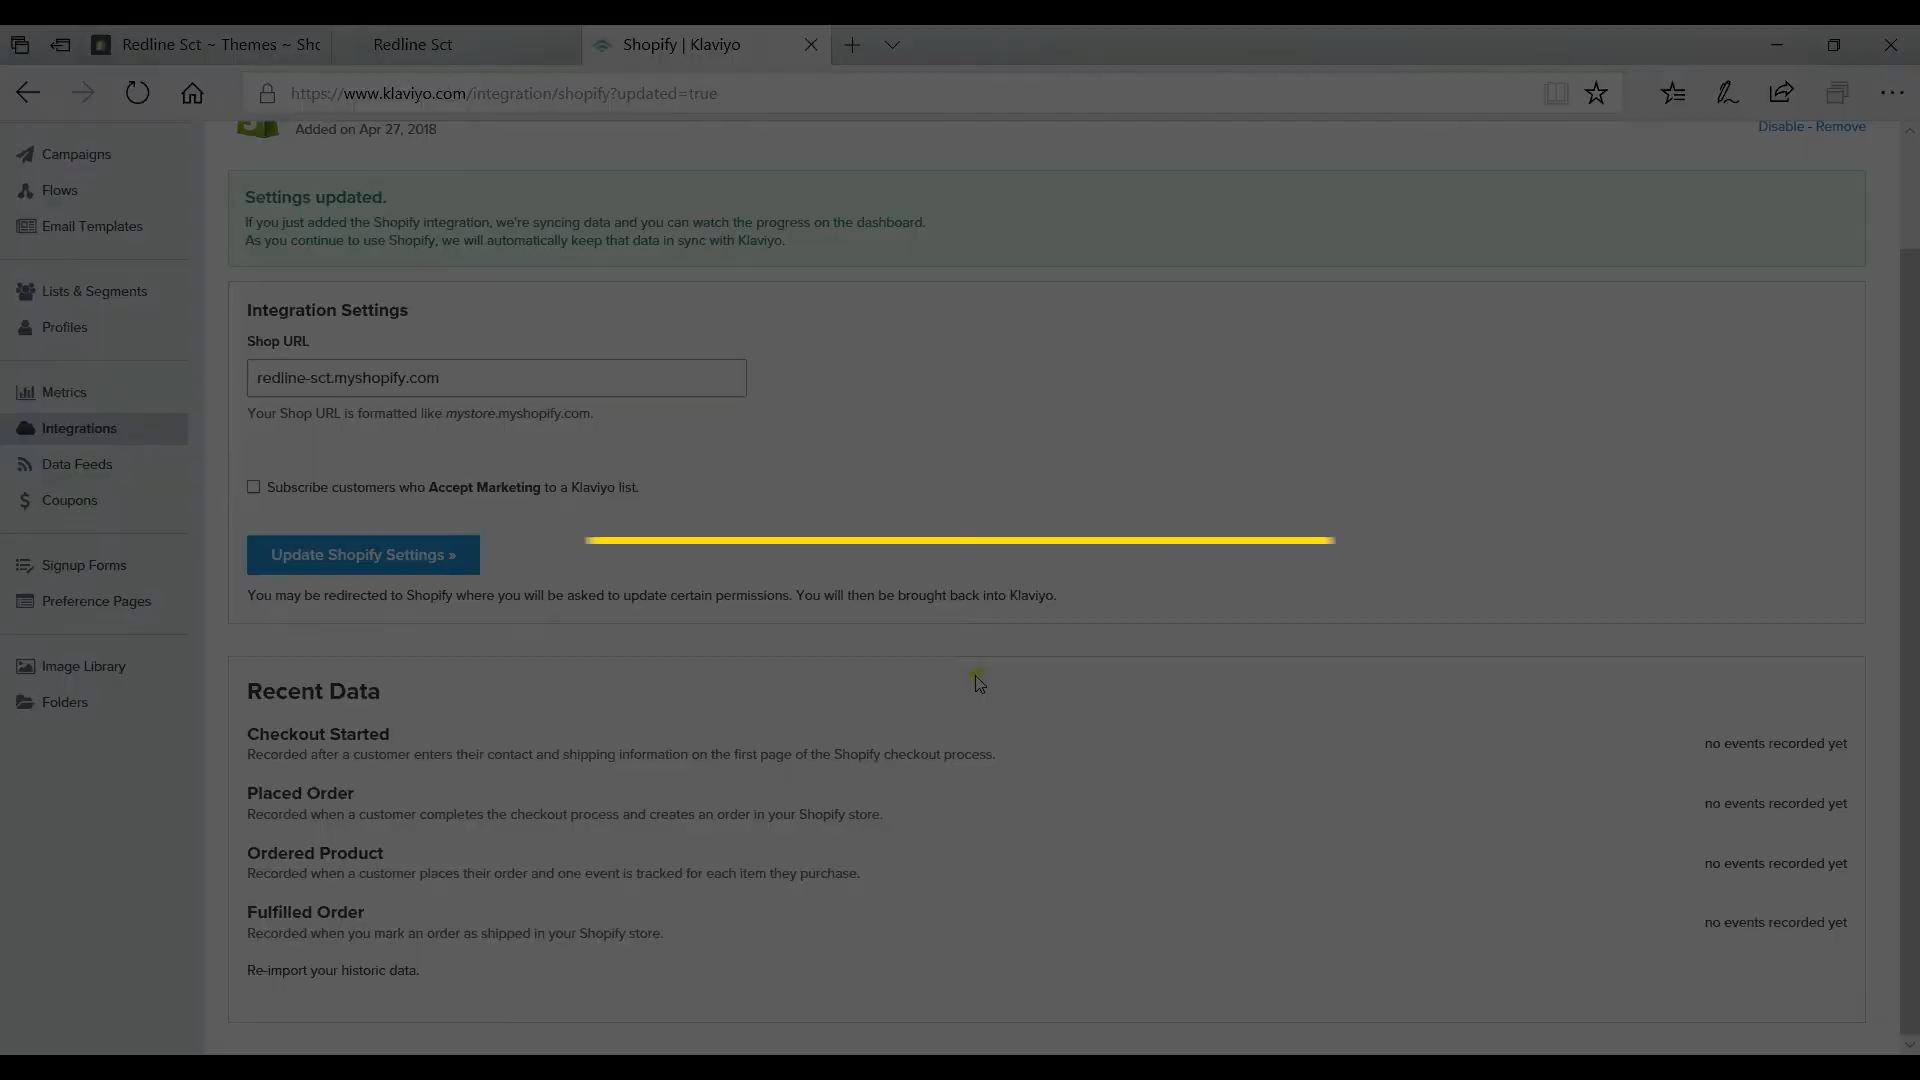 Redline Sct ~ Themes ~ Sho
Redline Sct
Shopify | Klaviyo
https://www.klaviyo.com/integration/shopify?updated=true
Added on Apr 27, 2018
Disable - Remove
Campaigns
Flows
Email Templates
Lists & Segments
Profiles
Metrics
Integrations
Data Feeds
Coupons
Signup Forms
Preference Pages
Image Library
Folders
Settings updated.
If you just added the Shopify integration, we're syncing data and you can watch the progress on the dashboard.
As you continue to use Shopify, we will automatically keep that data in sync with Klaviyo.
Integration Settings
Shop URL
redline-sct.myshopify.com
Your Shop URL is formatted like mystore.myshopify.com.
Subscribe customers who Accept Marketing to a Klaviyo list.
Update Shopify Settings »
You may be redirected to Shopify where you will be asked to update certain permissions. You will then be brought back into Klaviyo.
Recent Data
Checkout Started
Recorded after a customer enters their contact and shipping information on the first page of the Shopify checkout process.
no events recorded yet
Placed Order
Recorded when a customer completes the checkout process and creates an order in your Shopify store.
no events recorded yet
Ordered Product
Recorded when a customer places their order and one event is tracked for each item they purchase.
no events recorded yet
Fulfilled Order
Recorded when you mark an order as shipped in your Shopify store.
no events recorded yet
Re-import your historic data.